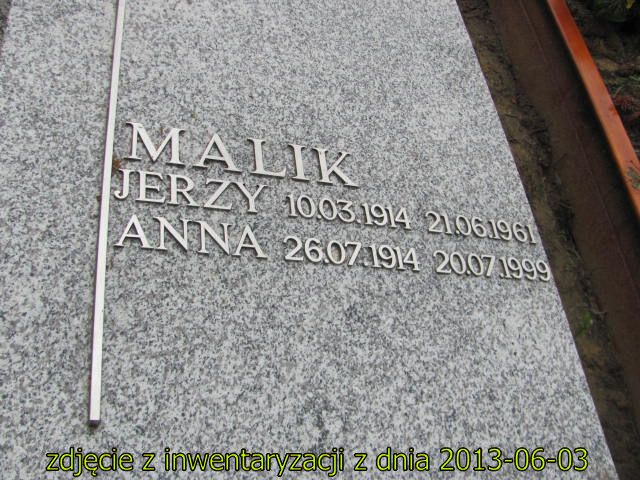 MALIK
JERZY 10.03.1914 21.06.1961
ANNA 26.07.1914 20.07.1999
zdjęcie z inwentaryzacji z dnia 2013-06-03